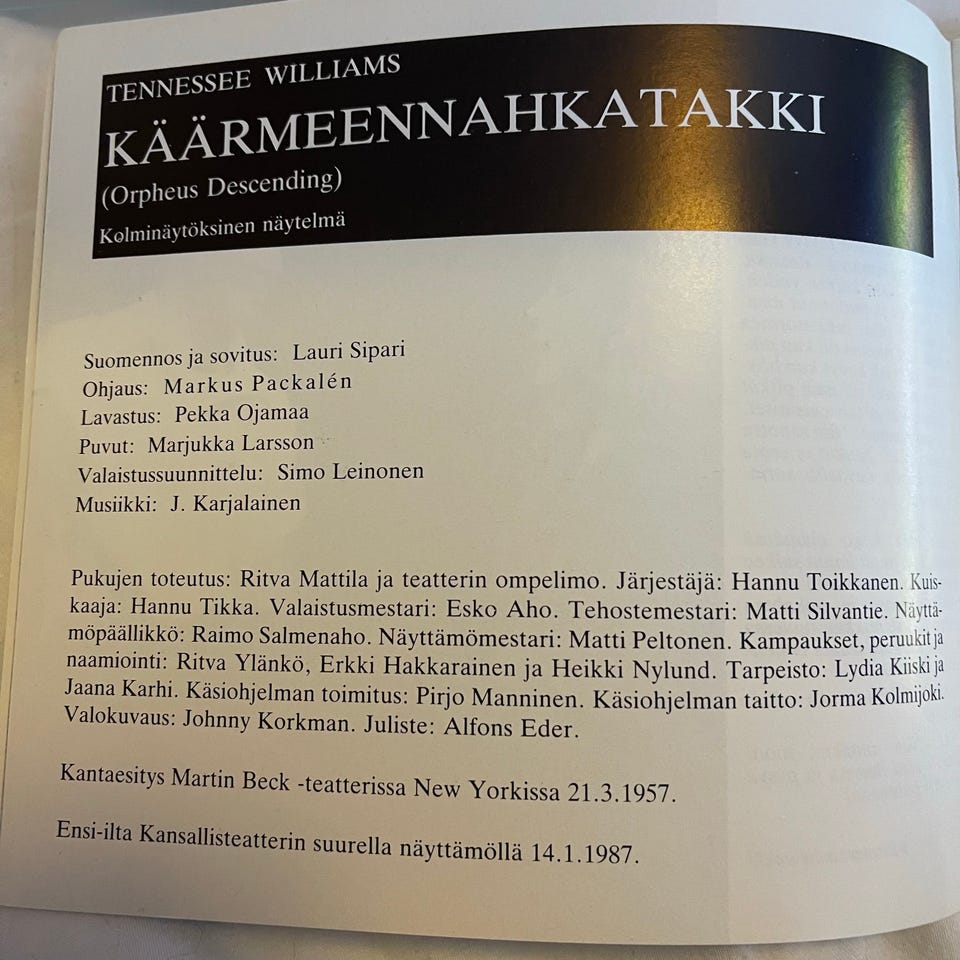 TENNESSEE WILLIAMS
KÄÄRMEENNAHKATAKKI
(Orpheus Descending)
Kolminäytöksinen näytelmä
Suomennos ja sovitus: Lauri Sipari
Ohjaus: Markus Packalén
Lavastus: Pekka Ojamaa
Puvut: Marjukka Larsson
Valaistussuunnittelu: Simo Leinonen
Musiikki: J. Karjalainen
Pukujen toteutus: Ritva Mattila ja teatterin ompelimo. Järjestäjä: Hannu Toikkanen. Kuis-
kaaja: Hannu Tikka. Valaistusmestari: Esko Aho. Tehostemestari: Matti Silvantie. Näyttä-
möpäällikkö: Raimo Salmenaho. Näyttämömestari: Matti Peltonen. Kampaukset, peruukit ja
naamiointi: Ritva Ylänkö, Erkki Hakkarainen ja Heikki Nylund. Tarpeisto: Lydia Kiiski ja
Jaana Karhi. Käsiohjelman toimitus: Pirjo Manninen. Käsiohjelman taitto: Jorma Kolmijoki.
Valokuvaus: Johnny Korkman. Juliste: Alfons Eder.
Kantaesitys Martin Beck -teatterissa New Yorkissa 21.3.1957.
Ensi-ilta Kansallisteatterin suurella näyttämöllä 14.1.1987.